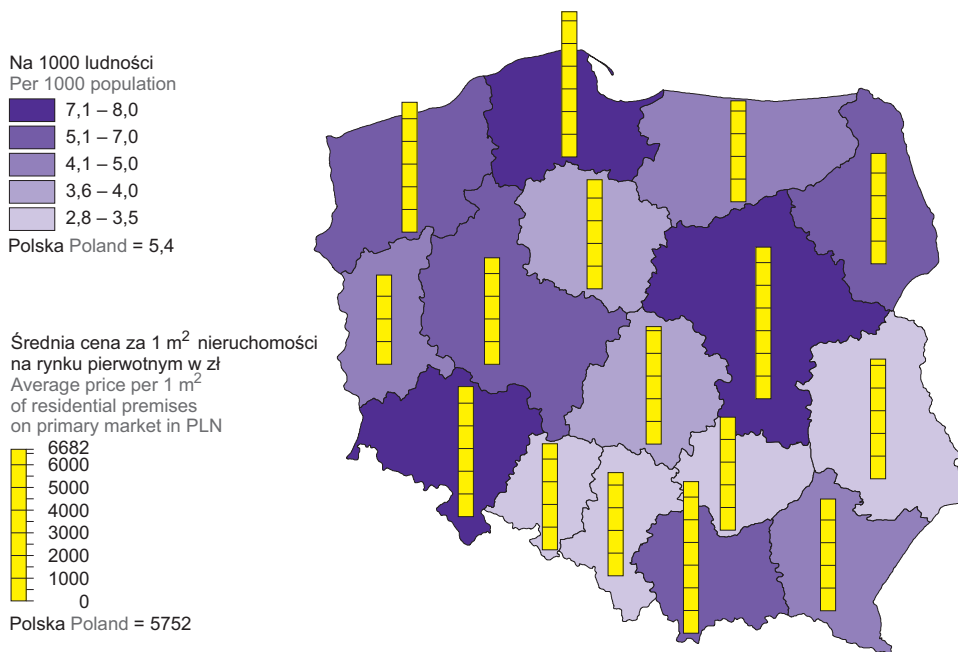 Na 1000 ludności
Per 1000 population
7,1 – 8,0
5,1 – 7,0
4,1 – 5,0
3,6 – 4,0
2,8 – 3,5
Polska Poland = 5,4
Średnia cena za 1 m² nieruchomości
na rynku pierwotnym w zł
Average price per 1 m²
of residential premises
on primary market in PLN
6682
6000
5000
4000
3000
2000
1000
0
Polska Poland = 5752